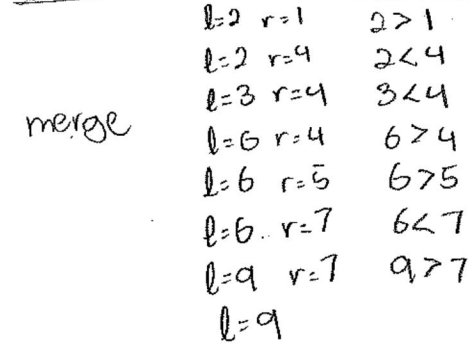 l=2 r=1 2>1
l=2 r=4 2<4
l=3 r=4 3<4
merge l=6 r=4 6>4
l=6 r=5 6>5
l=6 r=7 6<7
l=9 r=7 9>7
l=9